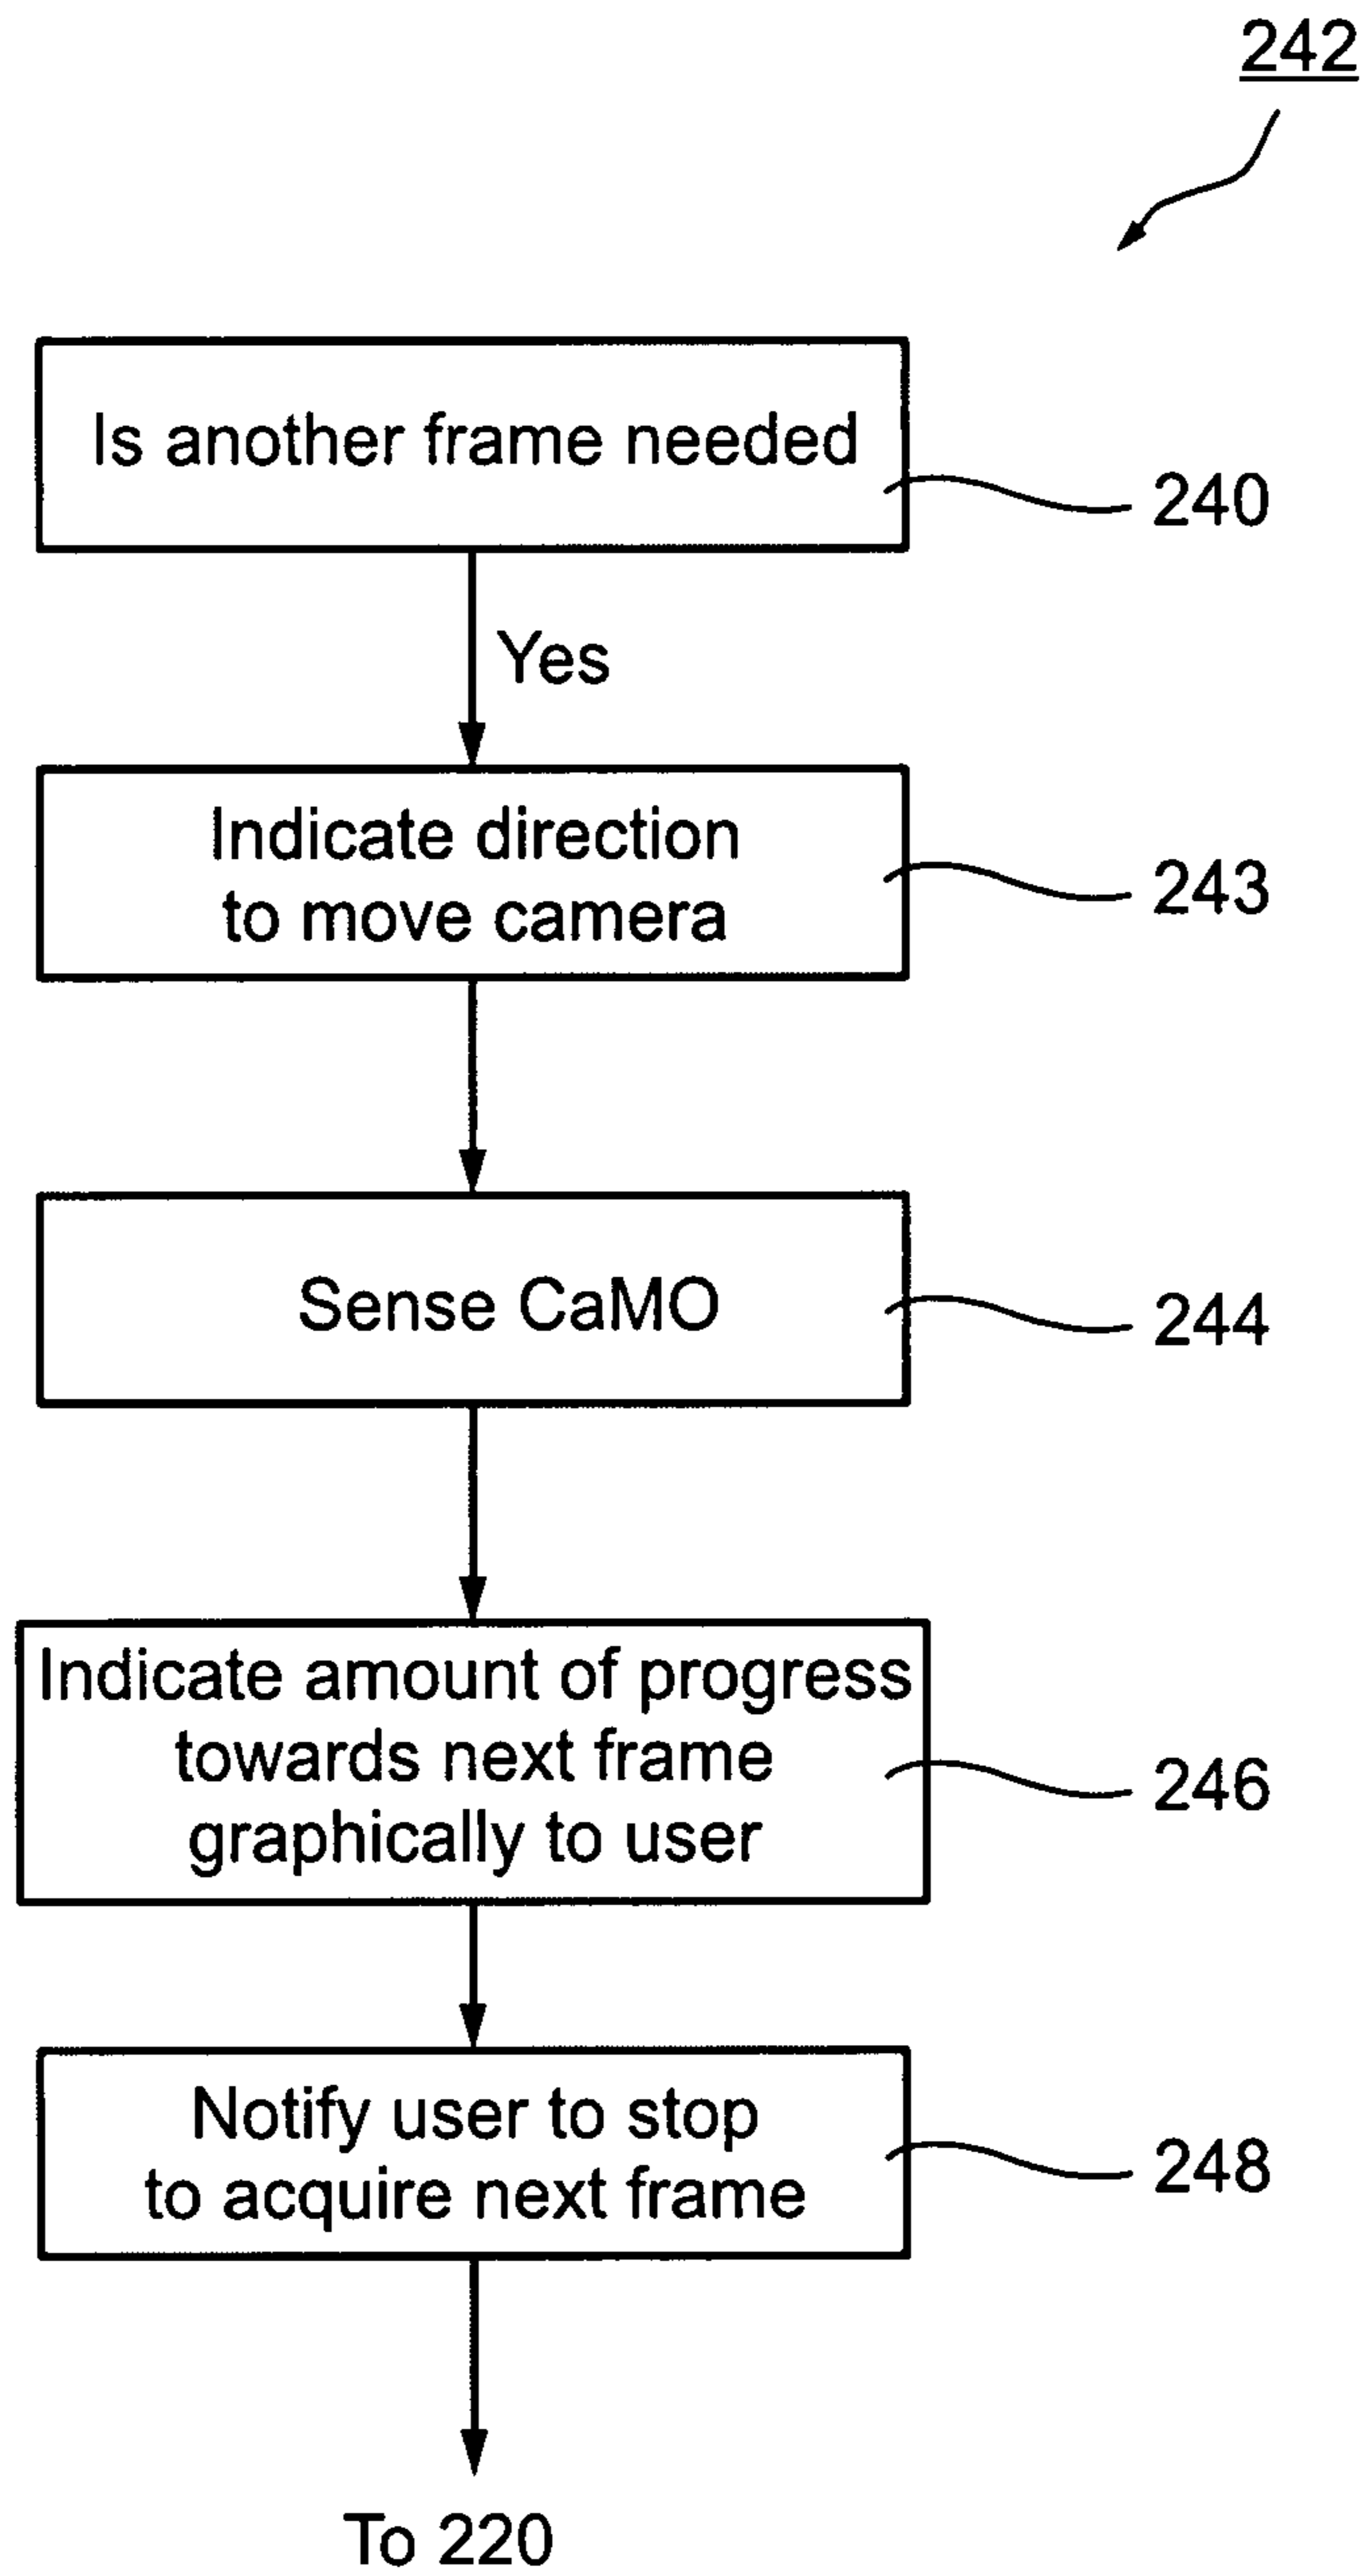 242
Is another frame needed
240
Yes
Indicate direction
to move camera
243
Sense CaMO
244
Indicate amount of progress
towards next frame
graphically to user
246
Notify user to stop
to acquire next frame
248
To 220